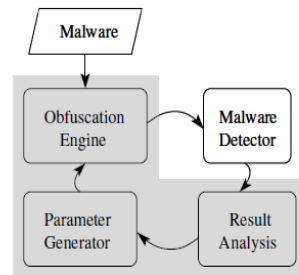 Malware
Obfuscation
Engine
Malware
Detector
Parameter
Generator
Result
Analysis